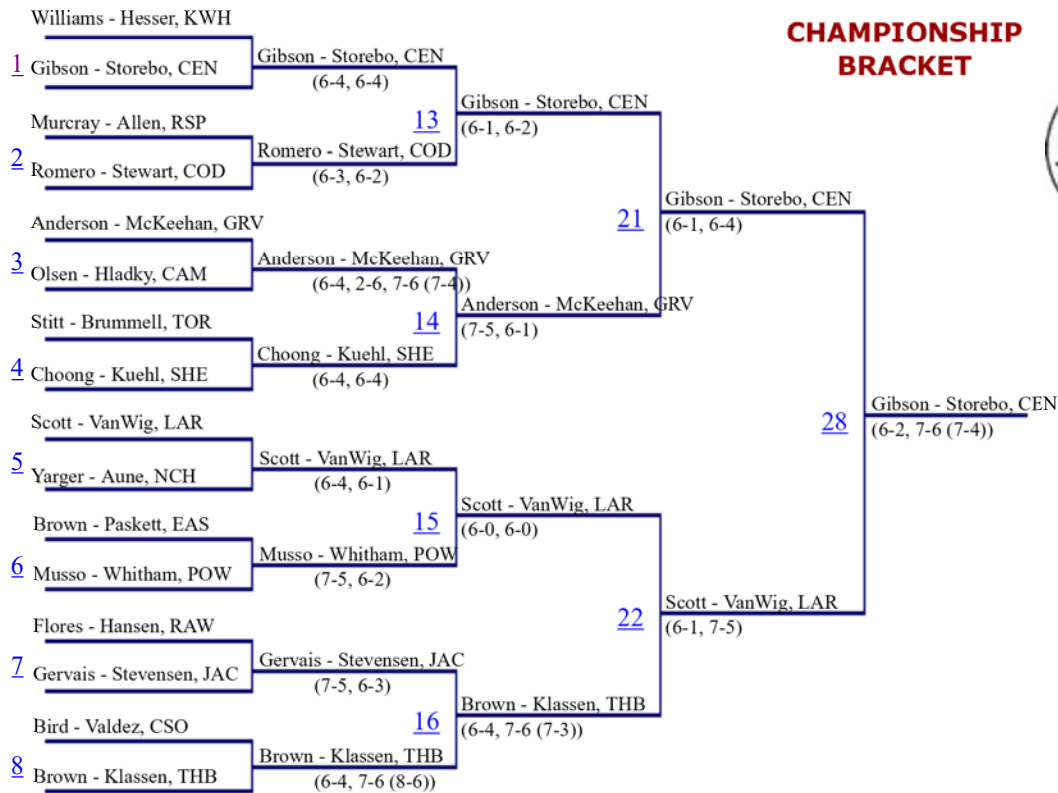 CHAMPIONSHIP
BRACKET
Williams - Hesser, KWH
1
Gibson - Storebo, CEN
Murcray - Allen, RSP
2
Romero - Stewart, COD
Anderson - McKeehan, GRV
3
Olsen - Hladky, CAM
Stitt - Brummell, TOR
4
Choong - Kuehl, SHE
Scott - VanWig, LAR
5
Yarger - Aune, NCH
Brown - Paskett, EAS
6
Musso - Whitham, POW
Flores - Hansen, RAW
7
Gervais - Stevensen, JAC
Bird - Valdez, CSO
8
Brown - Klassen, THB
Gibson - Storebo, CEN
(6-4, 6-4)
13
Romero - Stewart, COD
(6-3, 6-2)
Anderson - McKeehan, GRV
(6-4, 2-6, 7-6 (7-4))
14
Choong - Kuehl, SHE
(6-4, 6-4)
Scott - VanWig, LAR
(6-4, 6-1)
15
Musso - Whitham, POW
(7-5, 6-2)
Gervais - Stevensen, JAC
(7-5, 6-3)
16
Brown - Klassen, THB
(6-4, 7-6 (8-6))
Gibson - Storebo, CEN
(6-1, 6-2)
21
Anderson - McKeehan, GRV
(7-5, 6-1)
Scott - VanWig, LAR
(6-0, 6-0)
22
Brown - Klassen, THB
(6-4, 7-6 (7-3))
Gibson - Storebo, CEN
(6-1, 6-4)
28
Scott - VanWig, LAR
(6-1, 7-5)
Gibson - Storebo, CEN
(6-2, 7-6 (7-4))